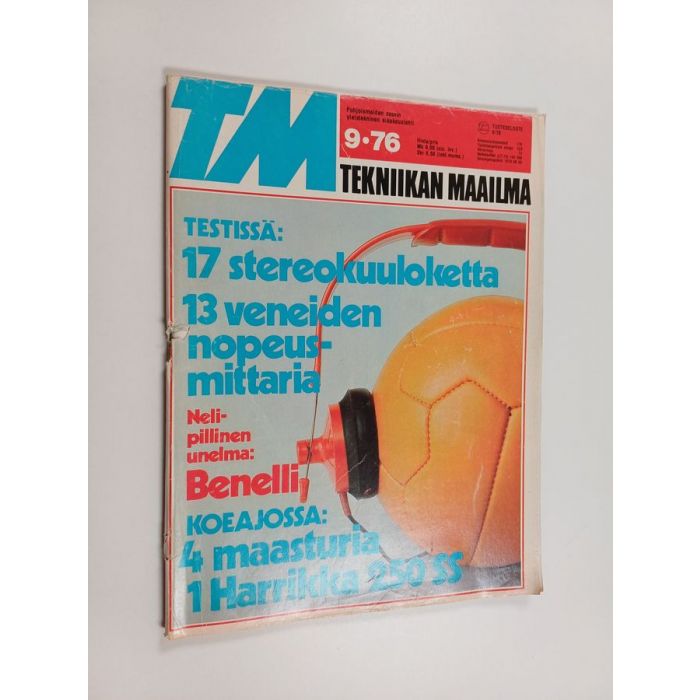 TM
Pohjoismaitten suurin
yleistekninen aikakauslehti
9•76
TEKNIIKAN MAAILMA
TESTISSÄ:
17 stereokuuloketta
13 veneiden
nopeus-
mittaria
Neli-
pillinen
unelma:
Benelli
KOEAJOSSA:
4 maasturia
1 Harrikka 250 SS